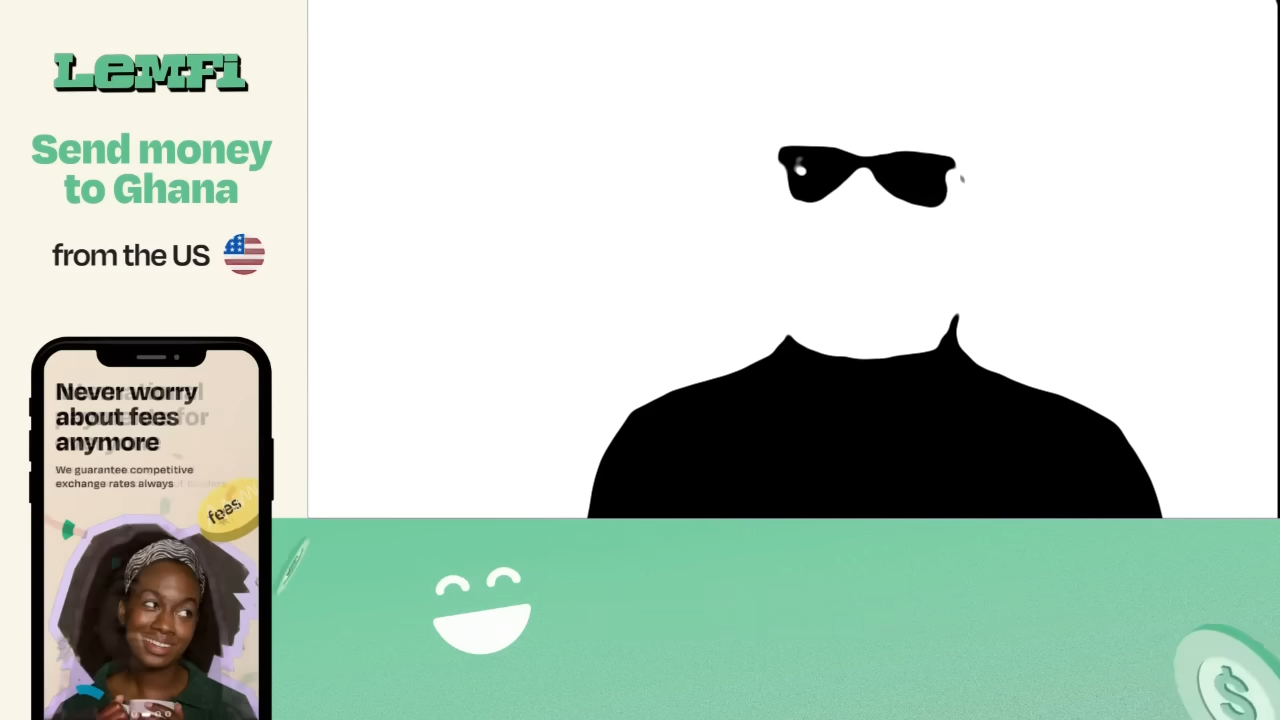 LeMFi
Send money
to Ghana
from the US
Never worry
about fees
anymore
We guarantee competitive
exchange rates always
fees
$